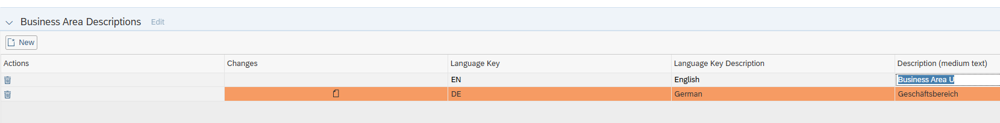 Business Area Descriptions Edit
New
Actions Changes Language Key Language Key Description Description (medium text)
EN English Business Area U
DE German Geschäftsbereich